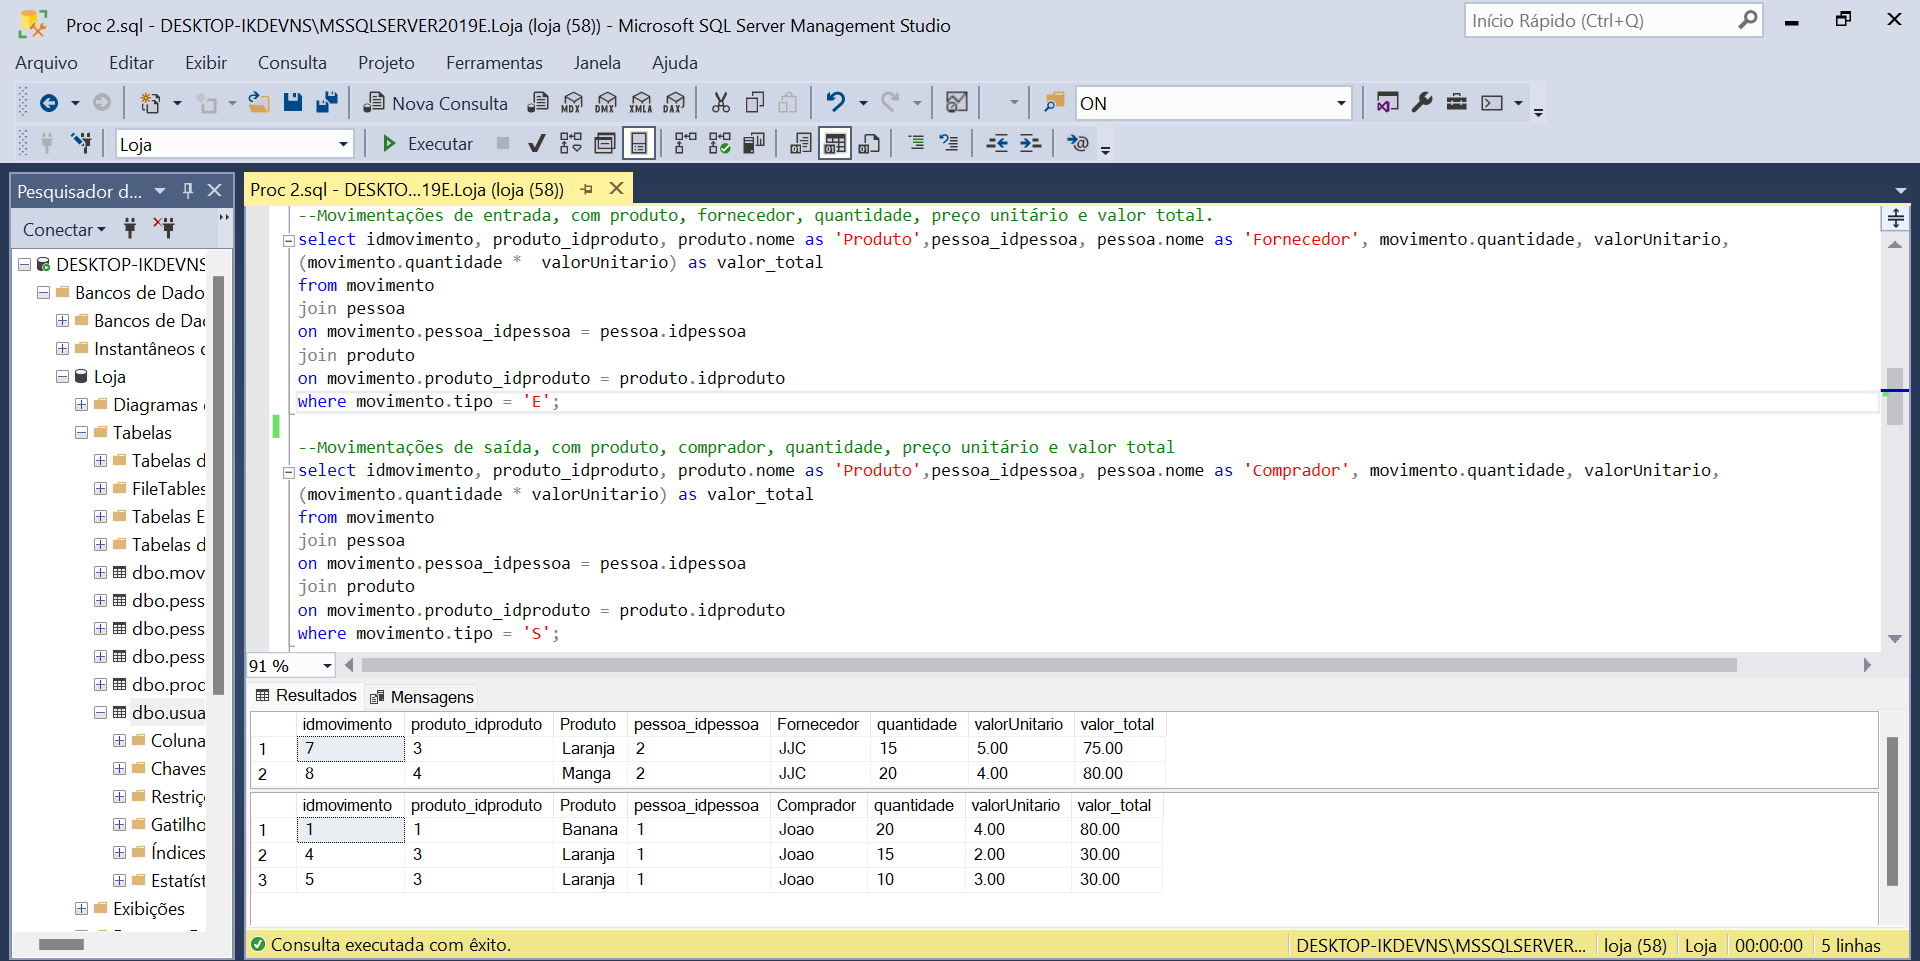 Proc 2.sql - DESKTOP-IKDEVNS\MSSQLSERVER2019E.Loja (loja (58)) - Microsoft SQL Server Management Studio
Início Rápido (Ctrl+Q)
Arquivo Editar Exibir Consulta Projeto Ferramentas Janela Ajuda
Nova Consulta MDX DMX XMLA DAX ON
Loja Executar
Pesquisador d...
Conectar
DESKTOP-IKDEVNS
Bancos de Dado
Bancos de Da
Instantâneos
Loja
Diagramas
Tabelas
Tabelas d
FileTables
Tabelas E
Tabelas d
dbo.mov
dbo.pess
dbo.pess
dbo.pess
dbo.prod
dbo.usua
Coluna
Chaves
Restriç
Gatilho
Índices
Estatíst
Exibições
Proc 2.sql - DESKTO...19E.Loja (loja (58))
--Movimentações de entrada, com produto, fornecedor, quantidade, preço unitário e valor total.
select idmovimento, produto_idproduto, produto.nome as 'Produto',pessoa_idpessoa, pessoa.nome as 'Fornecedor', movimento.quantidade, valorUnitario,
(movimento.quantidade *  valorUnitario) as valor_total
from movimento
join pessoa
on movimento.pessoa_idpessoa = pessoa.idpessoa
join produto
on movimento.produto_idproduto = produto.idproduto
where movimento.tipo = 'E';
--Movimentações de saída, com produto, comprador, quantidade, preço unitário e valor total
select idmovimento, produto_idproduto, produto.nome as 'Produto',pessoa_idpessoa, pessoa.nome as 'Comprador', movimento.quantidade, valorUnitario,
(movimento.quantidade * valorUnitario) as valor_total
from movimento
join pessoa
on movimento.pessoa_idpessoa = pessoa.idpessoa
join produto
on movimento.produto_idproduto = produto.idproduto
where movimento.tipo = 'S';
91 %
Resultados Mensagens
idmovimento produto_idproduto Produto pessoa_idpessoa Fornecedor quantidade valorUnitario valor_total
1 7 3 Laranja 2 JJC 15 5.00 75.00
2 8 4 Manga 2 JJC 20 4.00 80.00
idmovimento produto_idproduto Produto pessoa_idpessoa Comprador quantidade valorUnitario valor_total
1 1 1 Banana 1 Joao 20 4.00 80.00
2 4 3 Laranja 1 Joao 15 2.00 30.00
3 5 3 Laranja 1 Joao 10 3.00 30.00
Consulta executada com êxito. DESKTOP-IKDEVNS\MSSQLSERVER... loja (58) Loja 00:00:00 5 linhas